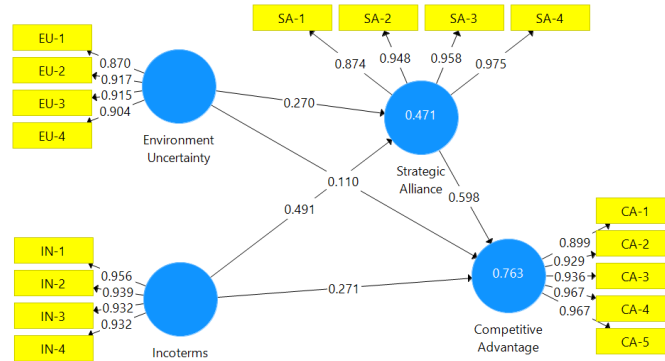 SA-1
SA-2
SA-3
SA-4
EU-1
EU-2
EU-3
EU-4
0.870
0.917
0.915
0.904
0.874
0.948
0.958
0.975
0.270
0.471
Environment
Uncertainty
Strategic
Alliance
0.110
0.491
0.598
CA-1
CA-2
CA-3
CA-4
CA-5
0.899
0.929
0.936
0.967
0.967
IN-1
IN-2
IN-3
IN-4
0.956
0.939
0.932
0.932
0.271
0.763
Incoterms
Competitive
Advantage